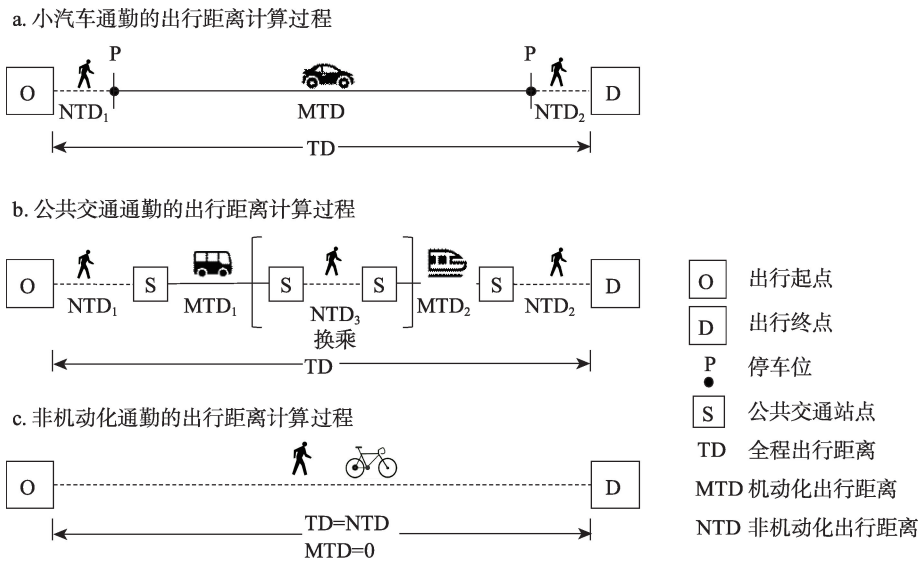 a. 小汽车通勤的出行距离计算过程
P P
O D
NTD₁ MTD NTD₂
TD
b. 公共交通通勤的出行距离计算过程
O S S S S D
NTD₁ MTD₁ NTD₃ MTD₂ NTD₂
换乘
TD
c. 非机动化通勤的出行距离计算过程
O D
TD=NTD
MTD=0
O 出行起点
D 出行终点
P 停车位
S 公共交通站点
TD 全程出行距离
MTD 机动化出行距离
NTD 非机动化出行距离